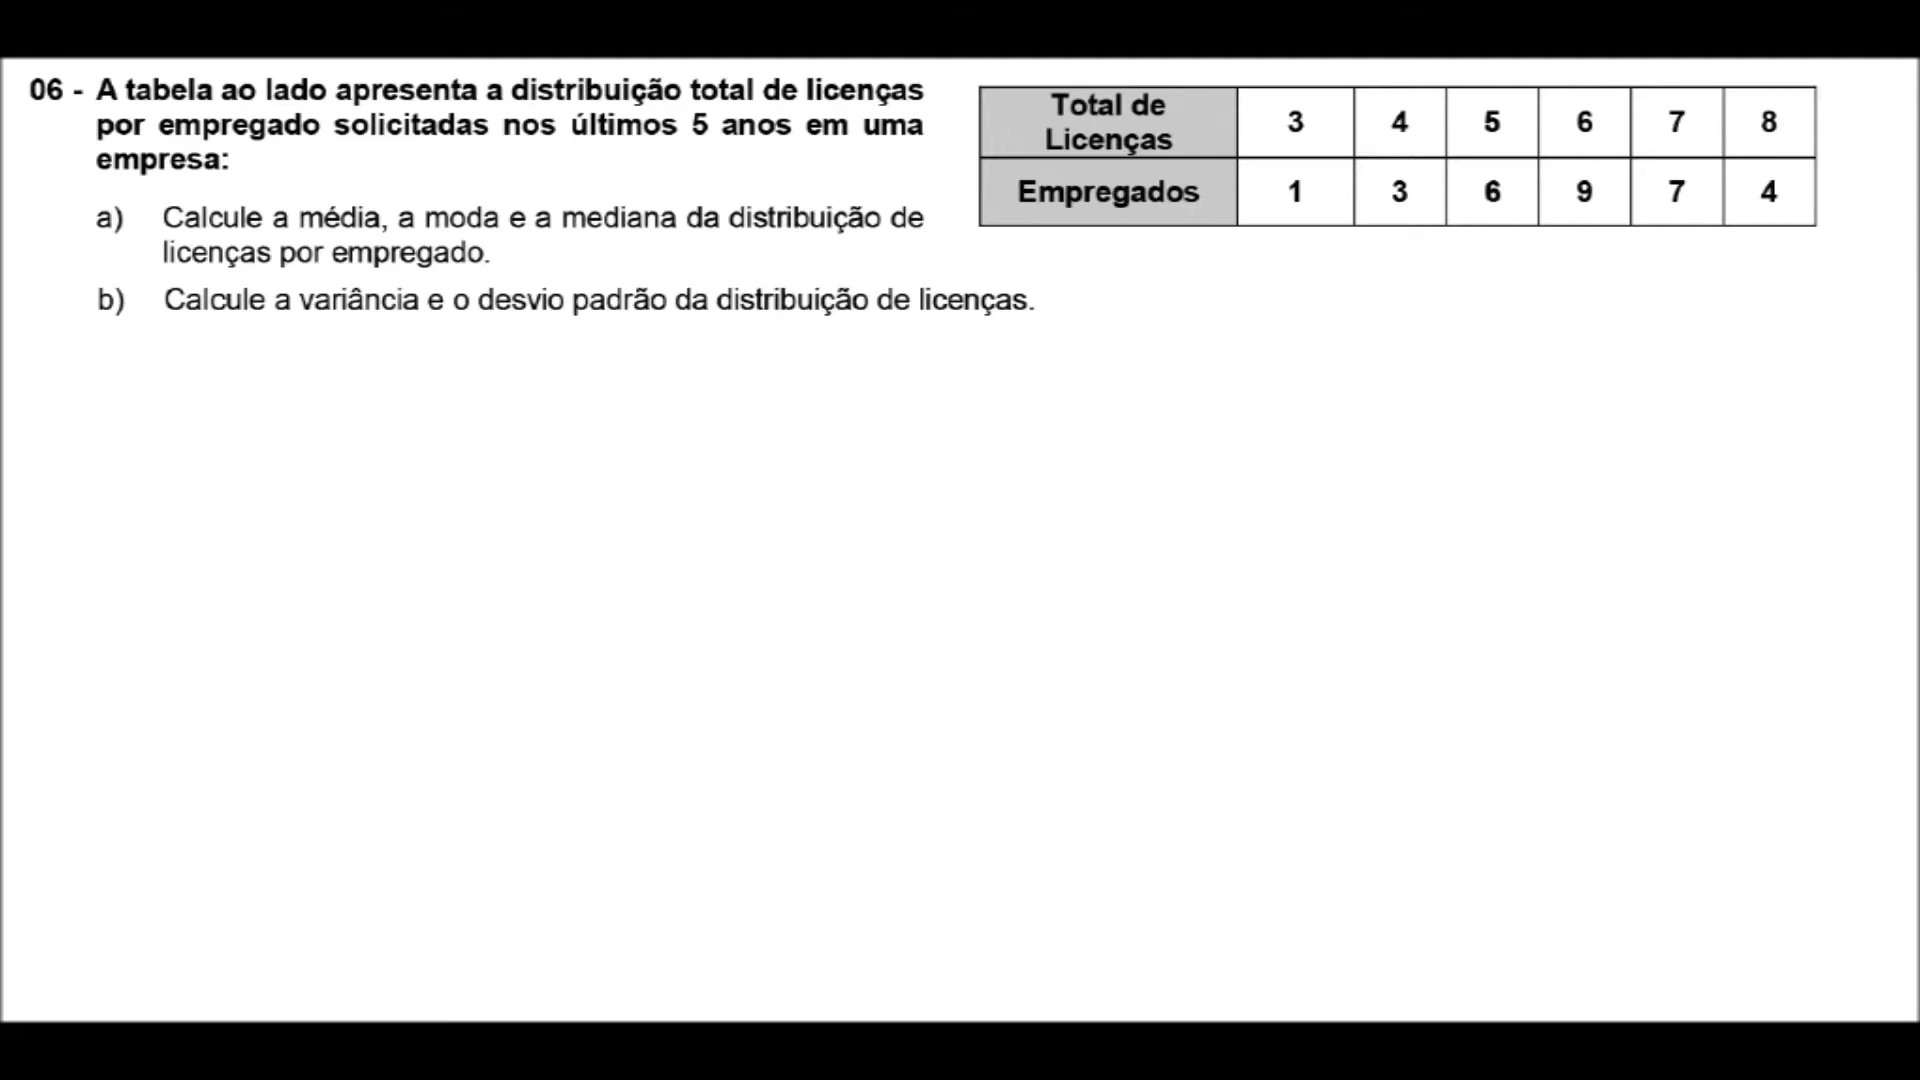 06 - A tabela ao lado apresenta a distribuição total de licenças
por empregado solicitadas nos últimos 5 anos em uma
empresa:
a) Calcule a média, a moda e a mediana da distribuição de
licenças por empregado.
b) Calcule a variância e o desvio padrão da distribuição de licenças.
Total de
Licenças 3 4 5 6 7 8
Empregados 1 3 6 9 7 4